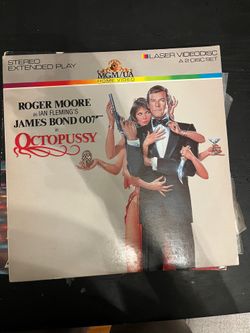 STEREO
EXTENDED PLAY
MGM/UA
HOME VIDEO
LASER VIDEODISC
A 2 DISC SET
ROGER MOORE
as IAN FLEMING'S
JAMES BOND 007
in
OCTOPUSSY